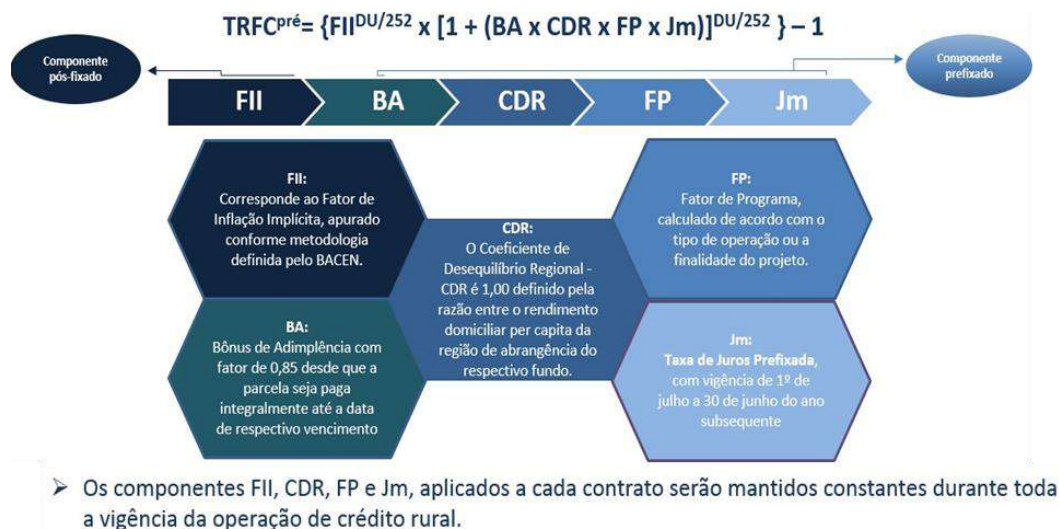 TRFCpré= {FIIDU/252 x [1 + (BA x CDR x FP x Jm)]DU/252 } – 1
Componente
pós-fixado
Componente
prefixado
FII
BA
CDR
FP
Jm
FII:
Corresponde ao Fator de
Inflação Implícita, apurado
conforme metodologia
definida pelo BACEN.
BA:
Bônus de Adimplência com
fator de 0,85 desde que a
parcela seja paga
integralmente até a data
de respectivo vencimento
CDR:
O Coeficiente de
Desequilíbrio Regional -
CDR é 1,00 definido pela
razão entre o rendimento
domiciliar per capita da
região de abrangência do
respectivo fundo.
FP:
Fator de Programa,
calculado de acordo com o
tipo de operação ou a
finalidade do projeto.
Jm:
Taxa de Juros Prefixada,
com vigência de 1º de
julho a 30 de junho do ano
subsequente
➢ Os componentes FII, CDR, FP e Jm, aplicados a cada contrato serão mantidos constantes durante toda
a vigência da operação de crédito rural.